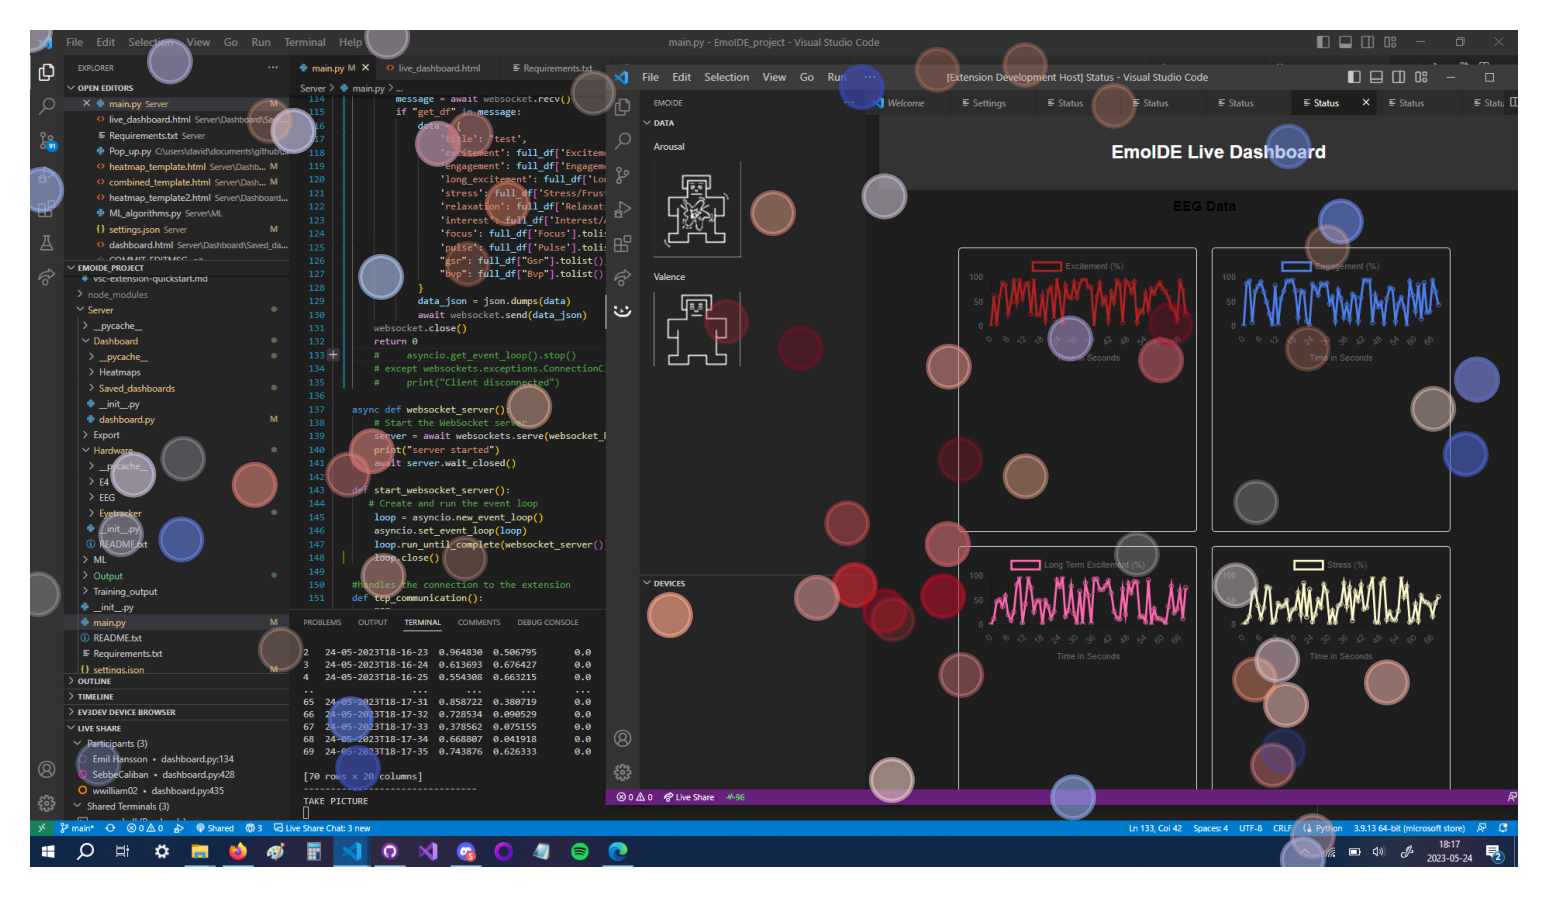 File Edit Selection View Go Run Terminal Help
main.py - EmoIDE_project - Visual Studio Code
EXPLORER
OPEN EDITORS
main.py Server M
live_dashboard.html Server\Dashboard\Sav...
Requirements.txt Server
Pop_up.py C:\users\david\documents\github...
heatmap_template.html Server\Dash... M
combined_template.html Server\Dash... M
heatmap_template2.html Server\Dashboard...
ML_algorithms.py Server\ML
settings.json Server M
dashboard.html Server\Dashboard\Saved_da...
EMOIDE_PROJECT
vsc-extension-quickstart.md
node_modules
Server
__pycache__
Dashboard
__pycache__
Heatmaps
Saved_dashboards
__init__.py
dashboard.py M
Export
Hardware
__pycache__
E4
EEG
Eyetracker
__init__.py
README.txt
ML
Output
Training_output
__init__.py
main.py M
README.txt
Requirements.txt
settings.json M
OUTLINE
TIMELINE
EV3DEV DEVICE BROWSER
LIVE SHARE
Participants (3)
Emil Hansson • dashboard.py:134
SebbeCaliban • dashboard.py:428
wwilliam02 • dashboard.py:435
Shared Terminals (3)
91
main.py M live_dashboard.html Requirements.txt
Server > main.py > ...
114 message = await websocket.recv()
115 if "get_df" in message:
116 data = {
117 'title': 'test',
118 'excitement': full_df['Excitem
119 'engagement': full_df['Engagem
120 'long_excitement': full_df['Lo
121 'stress': full_df['Stress/Frus
122 'relaxation': full_df['Relaxat
123 'interest': full_df['Interest/
124 'focus': full_df['Focus'].tolis
125 'pulse': full_df['Pulse'].tolis
126 "gsr": full_df["Gsr"].tolist()
127 "bvp": full_df["Bvp"].tolist()
128 }
129 data_json = json.dumps(data)
130 await websocket.send(data_json)
131 websocket.close()
132 return 0
133 # asyncio.get_event_loop().stop()
134 # except websockets.exceptions.ConnectionC
135 # print("Client disconnected")
136
137 async def websocket_server():
138 # Start the WebSocket server
139 server = await websockets.serve(websocket_
140 print("server started")
141 await server.wait_closed()
142
143 def start_websocket_server():
144 # Create and run the event loop
145 loop = asyncio.new_event_loop()
146 asyncio.set_event_loop(loop)
147 loop.run_until_complete(websocket_server())
148 loop.close()
149
150 #handles the connection to the extension
151 def tcp_communication():
PROBLEMS OUTPUT TERMINAL COMMENTS DEBUG CONSOLE
2 24-05-2023T18-16-23 0.964830 0.506795 0.0
3 24-05-2023T18-16-24 0.613693 0.676427 0.0
4 24-05-2023T18-16-25 0.554308 0.663215 0.0
.. ... ... ... ...
65 24-05-2023T18-17-31 0.858722 0.380719 0.0
66 24-05-2023T18-17-32 0.728534 0.090529 0.0
67 24-05-2023T18-17-33 0.378562 0.075155 0.0
68 24-05-2023T18-17-34 0.668807 0.041918 0.0
69 24-05-2023T18-17-35 0.743876 0.626333 0.0
[70 rows x 20 columns]
--------------------------------
TAKE PICTURE
File Edit Selection View Go Run ...
[Extension Development Host] Status - Visual Studio Code
EMOIDE
DATA
Arousal
Valence
DEVICES
Welcome Settings Status Status Status Status Status Statu
EmoIDE Live Dashboard
EEG Data
Excitement (%)
100
50
0
0 6 12 18 24 30 36 42 48 54 60 66
Time in Seconds
Engagement (%)
100
50
0
0 6 12 18 24 30 36 42 48 54 60 66
Time in Seconds
Long Term Excitement (%)
100
50
0
0 6 12 18 24 30 36 42 48 54 60 66
Time in Seconds
Stress (%)
100
50
0
0 6 12 18 24 30 36 42 48 54 60 66
Time in Seconds
0 0 Live Share 96
main* 0 0 Shared 3 Live Share Chat: 3 new
Ln 133, Col 42 Spaces: 4 UTF-8 CRLF Python 3.9.13 64-bit (microsoft store)
18:17
2023-05-24
2